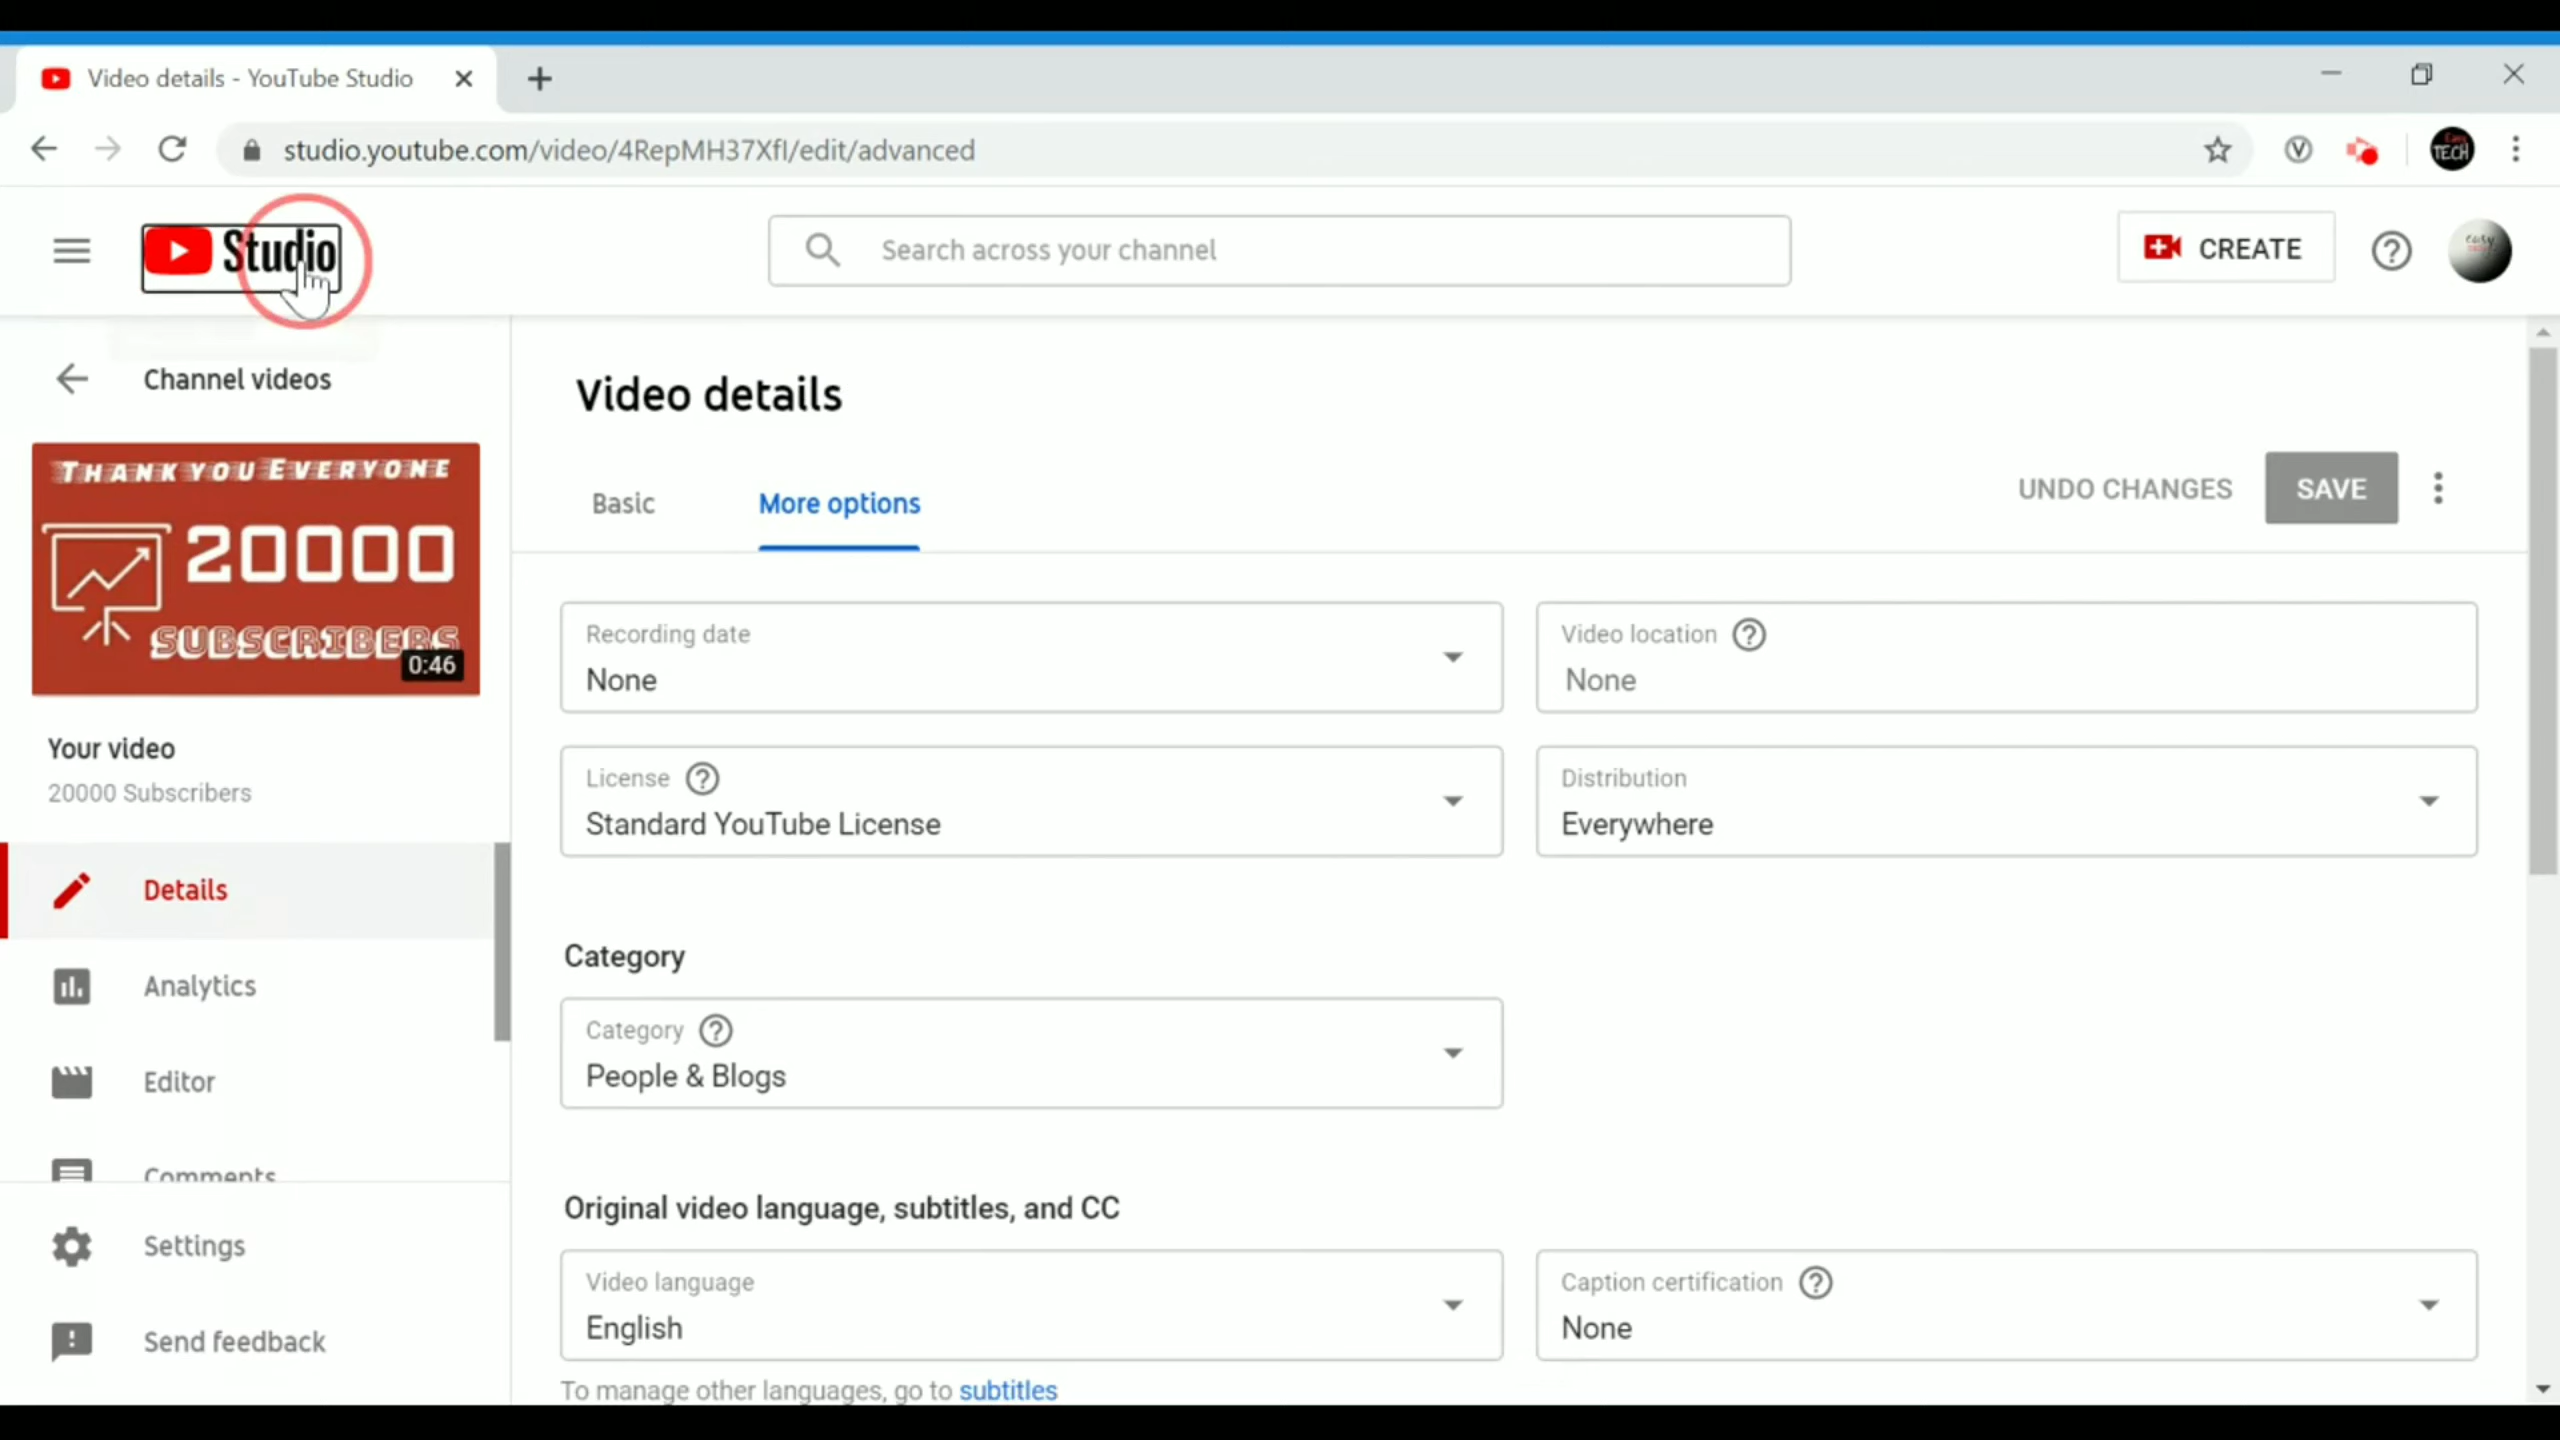 Video details - YouTube Studio
studio.youtube.com/video/4RepMH37XfI/edit/advanced
TECH
Studio
Search across your channel
CREATE
Channel videos
THANK YOU EVERYONE
20000
SUBSCRIBERS
0:46
Your video
20000 Subscribers
Details
Analytics
Editor
Comments
Settings
Send feedback
Video details
Basic
More options
UNDO CHANGES
SAVE
Recording date
None
Video location
None
License
Standard YouTube License
Distribution
Everywhere
Category
Category
People & Blogs
Original video language, subtitles, and CC
Video language
English
Caption certification
None
To manage other languages, go to subtitles